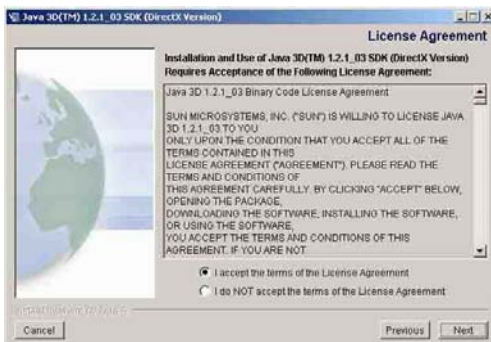 Java 3D(TM) 1.2.1_03 SDK (DirectX Version)
License Agreement
Installation and Use of Java 3D(TM) 1.2.1_03 SDK (DirectX Version)
Requires Acceptance of the Following License Agreement:
Java 3D 1.2.1_03 Binary Code License Agreement
SUN MICROSYSTEMS, INC. ("SUN") IS WILLING TO LICENSE JAVA
3D 1.2.1_03 TO YOU
ONLY UPON THE CONDITION THAT YOU ACCEPT ALL OF THE
TERMS CONTAINED IN THIS
LICENSE AGREEMENT ("AGREEMENT"). PLEASE READ THE
TERMS AND CONDITIONS OF
THIS AGREEMENT CAREFULLY. BY CLICKING "ACCEPT" BELOW,
OPENING THE PACKAGE,
DOWNLOADING THE SOFTWARE, INSTALLING THE SOFTWARE,
OR USING THE SOFTWARE,
YOU ACCEPT THE TERMS AND CONDITIONS OF THIS
AGREEMENT. IF YOU ARE NOT
I accept the terms of the License Agreement
I do NOT accept the terms of the License Agreement
Cancel
Previous
Next